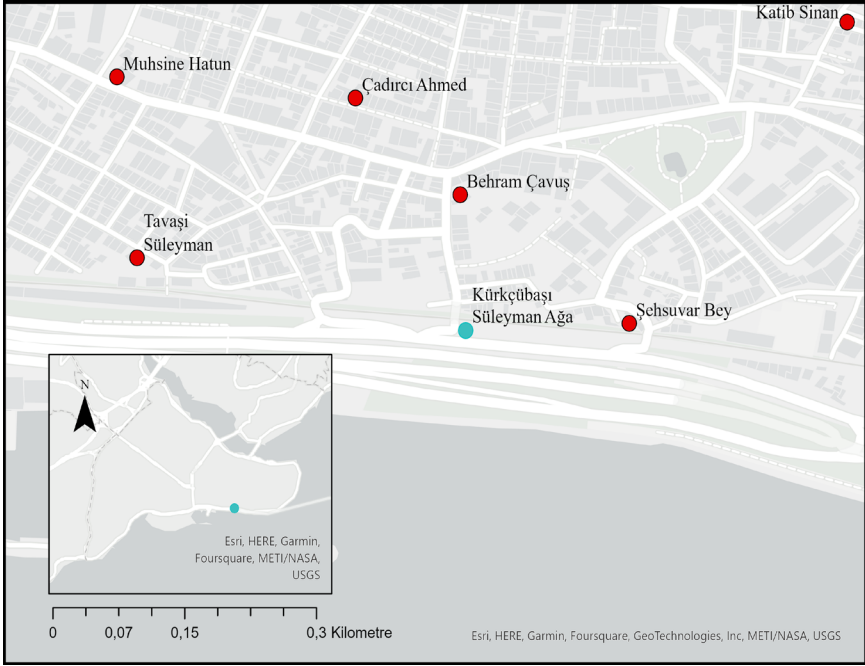 Katib Sinan
Muhsine Hatun
Çadırcı Ahmed
Behram Çavuş
Tavaşi
Süleyman
Kürkçübaşı
Süleyman Ağa
Şehsuvar Bey
N
Esri, HERE, Garmin,
Foursquare, METI/NASA,
USGS
0 0,07 0,15 0,3 Kilometre
Esri, HERE, Garmin, Foursquare, GeoTechnologies, Inc, METI/NASA, USGS